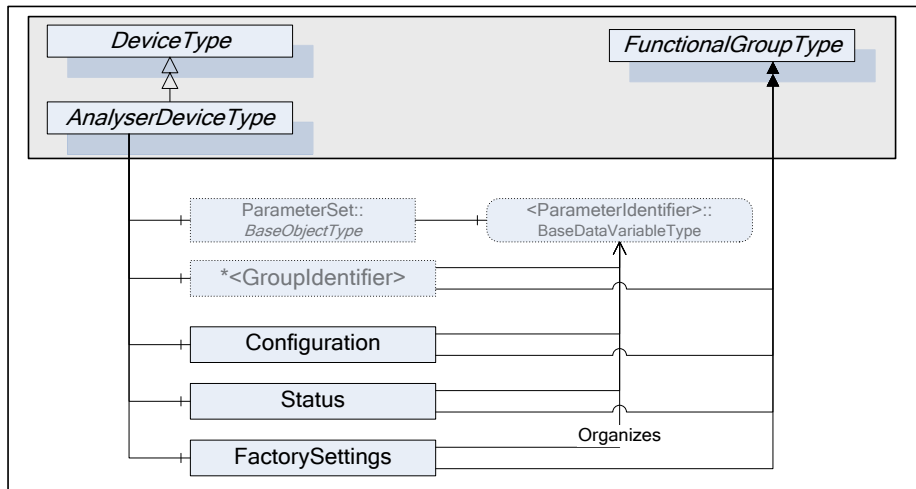 DeviceType
FunctionalGroupType
AnalyserDeviceType
ParameterSet::
BaseObjectType
<ParameterIdentifier>::
BaseDataVariableType
*<GroupIdentifier>
Configuration
Status
Organizes
FactorySettings